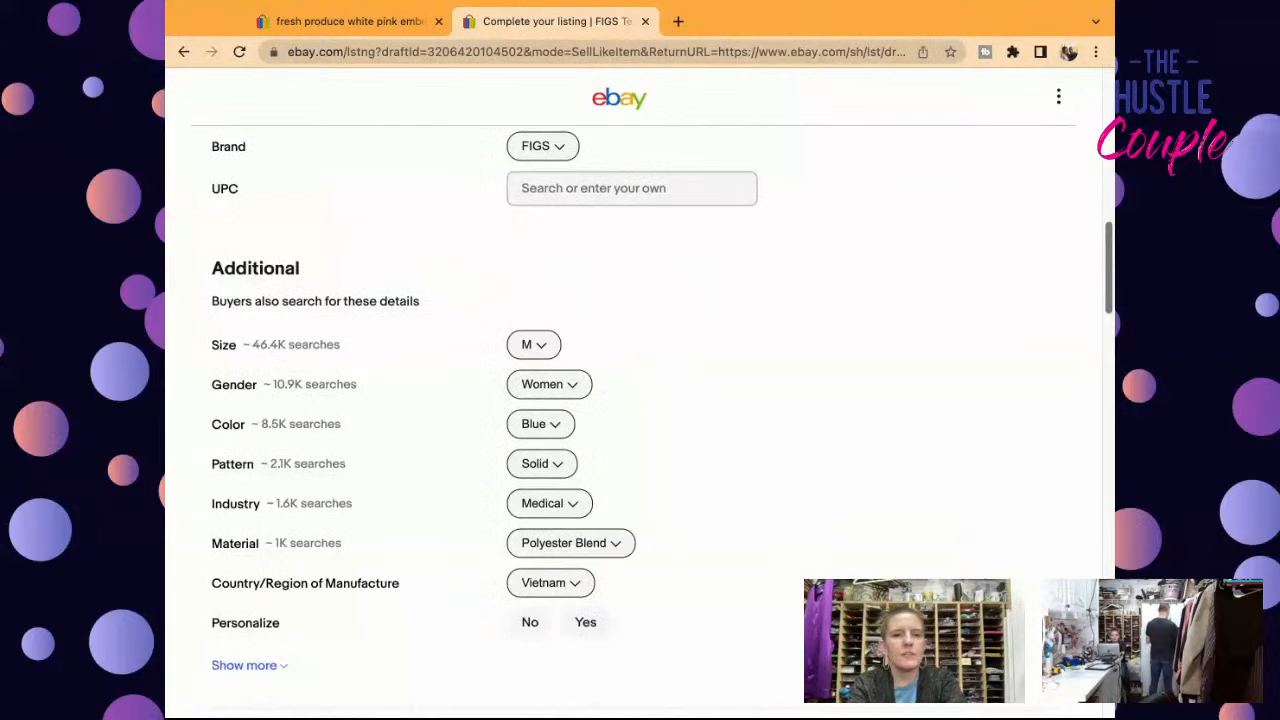 fresh produce white pink embe
Complete your listing | FIGS Te
ebay.com/lstng?draftId=3206420104502&mode=SellLikeItem&ReturnURL=https://www.ebay.com/sh/lst/dr...
-THE-
HUSTLE
Couple
ebay
Brand
FIGS
UPC
Search or enter your own
Additional
Buyers also search for these details
Size ~ 46.4K searches
M
Gender ~ 10.9K searches
Women
Color ~ 8.5K searches
Blue
Pattern ~ 2.1K searches
Solid
Industry ~ 1.6K searches
Medical
Material ~ 1K searches
Polyester Blend
Country/Region of Manufacture
Vietnam
Personalize
No Yes
Show more